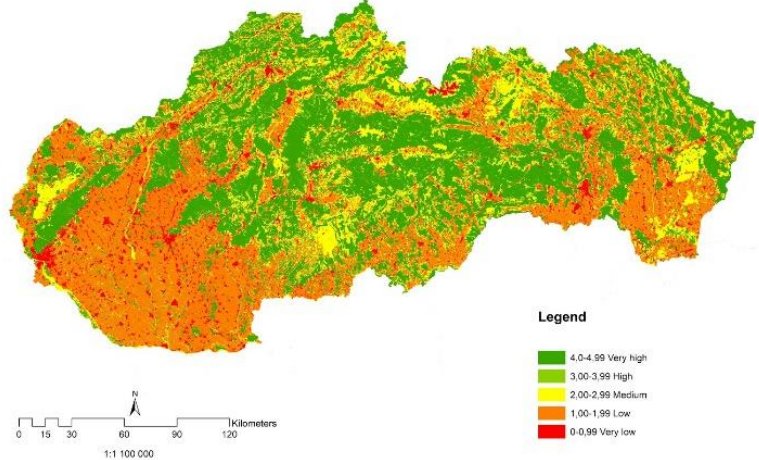 Legend
4,0-4,99 Very high
3,00-3,99 High
2,00-2,99 Medium
1,00-1,99 Low
0-0,99 Very low
N
Kilometers
0 15 30 60 90 120
1:1 100 000